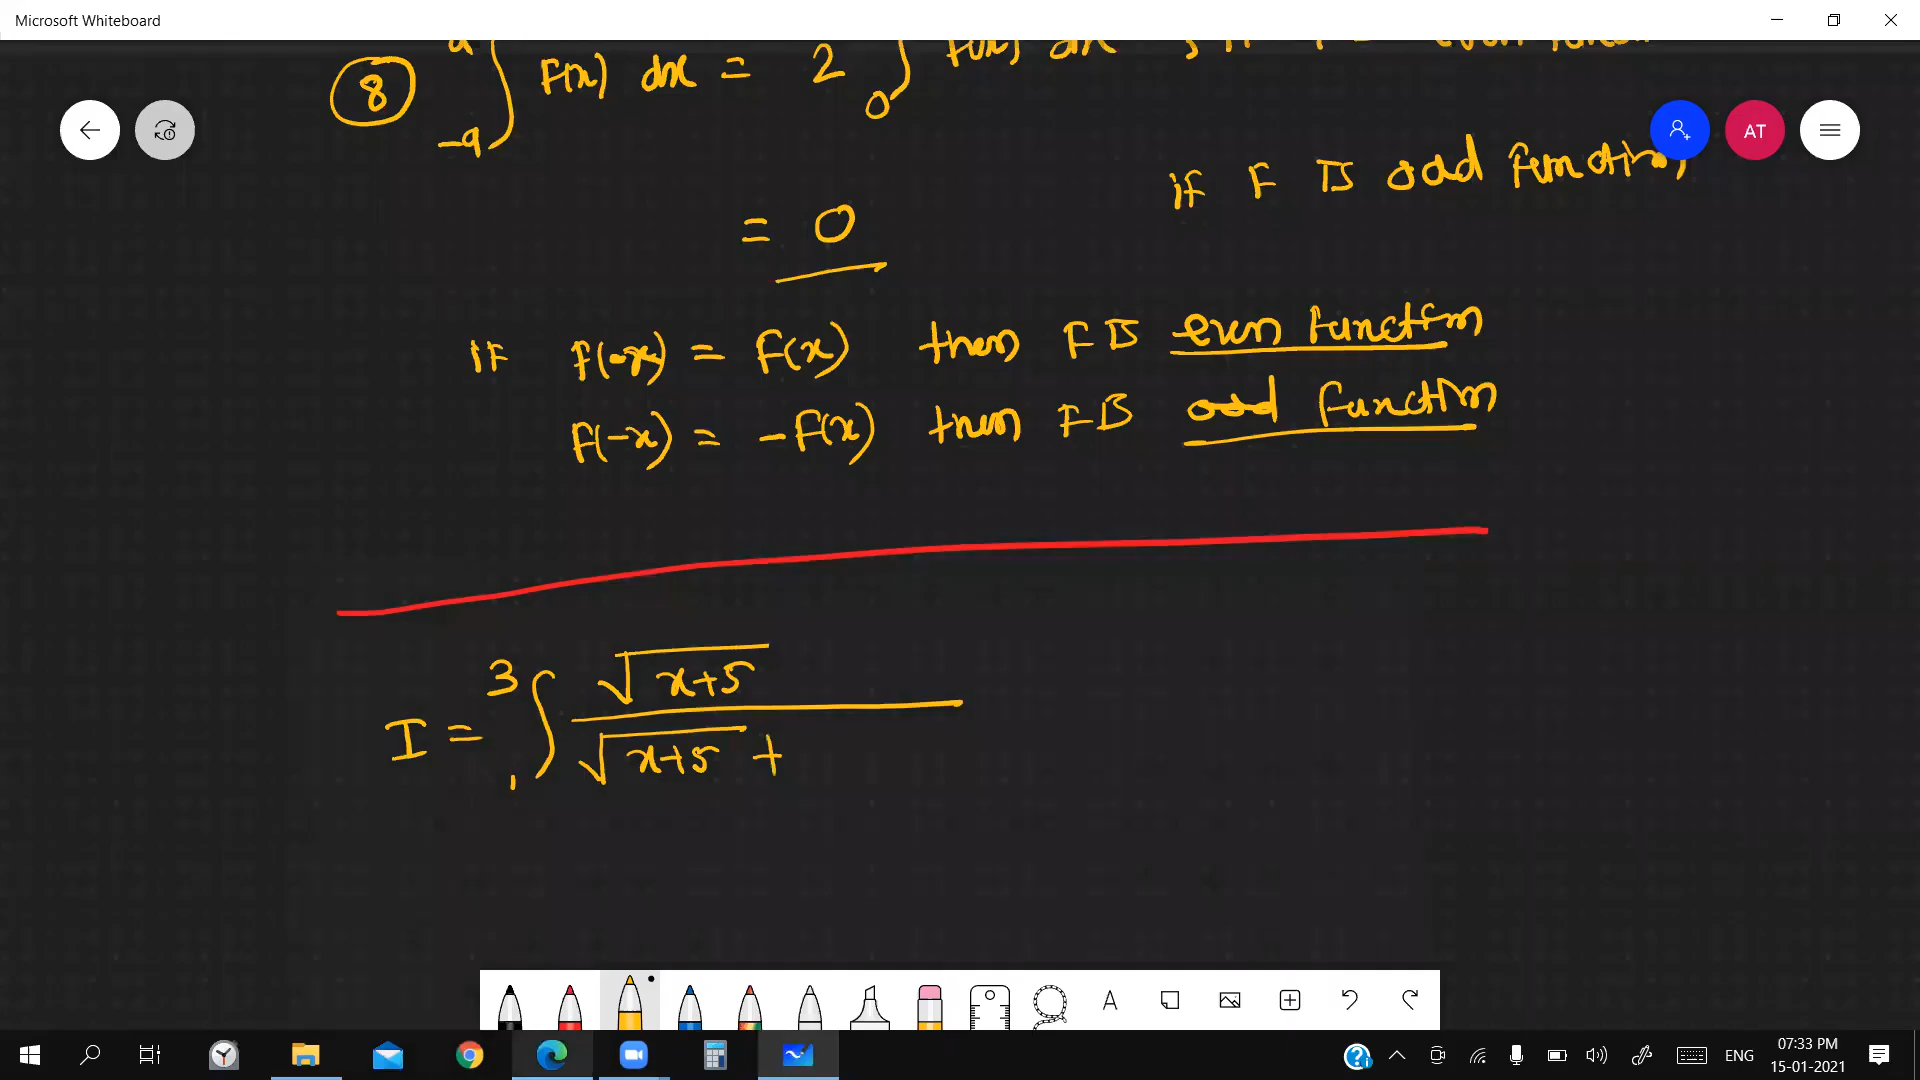 Microsoft Whiteboard
⑧ ∫ F(x) dx = 2 ∫ f(x) dx
-a 0
if F is odd function,
= 0
AT
if f(-x) = F(x) then F is even function
F(-x) = -F(x) then F is odd function
I = 3 ∫ 1 √(x+5) / √(x+5) +
A
ENG
07:33 PM
15-01-2021